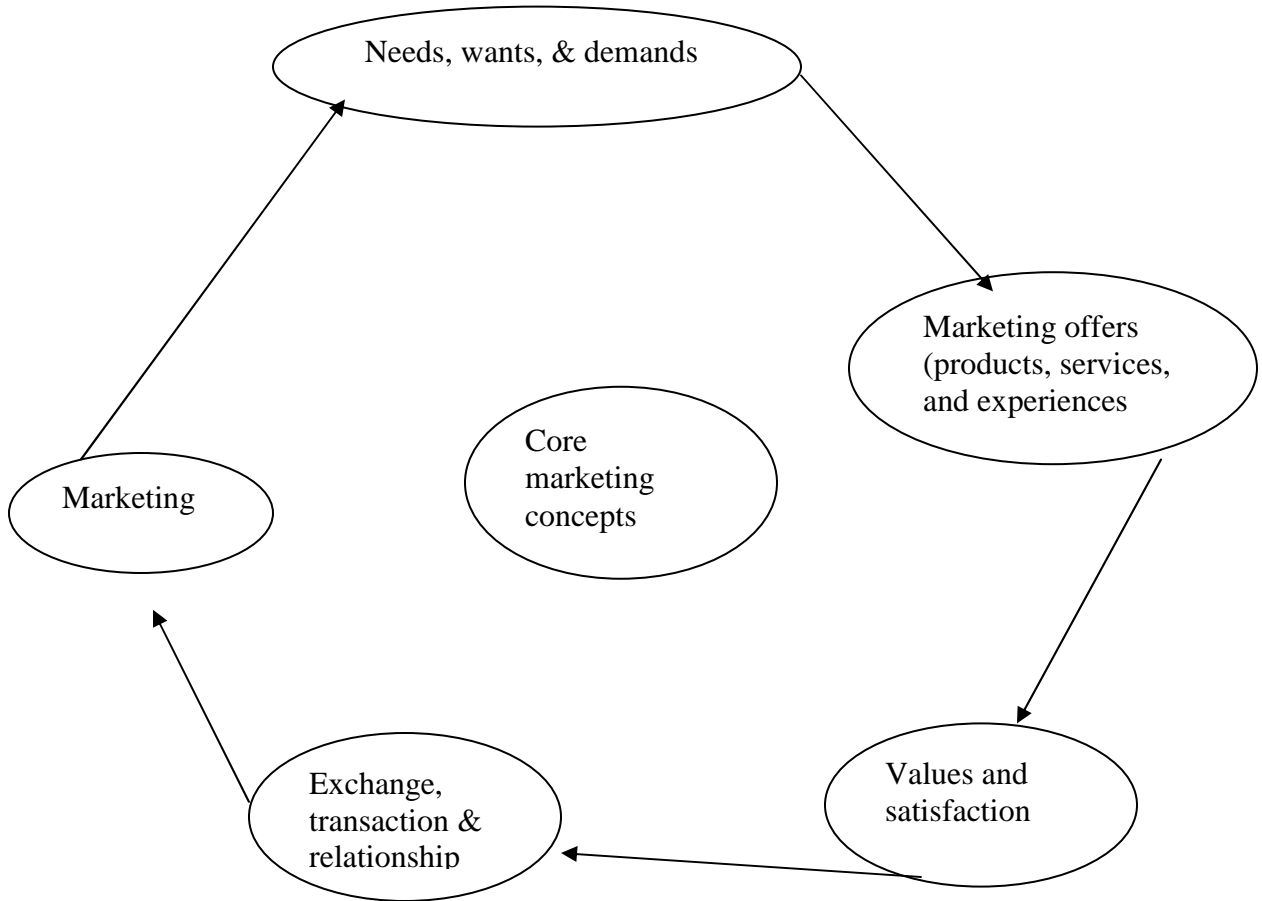 Needs, wants, & demands
Marketing offers
(products, services,
and experiences
Core
marketing
concepts
Marketing
Values and
satisfaction
Exchange,
transaction &
relationship